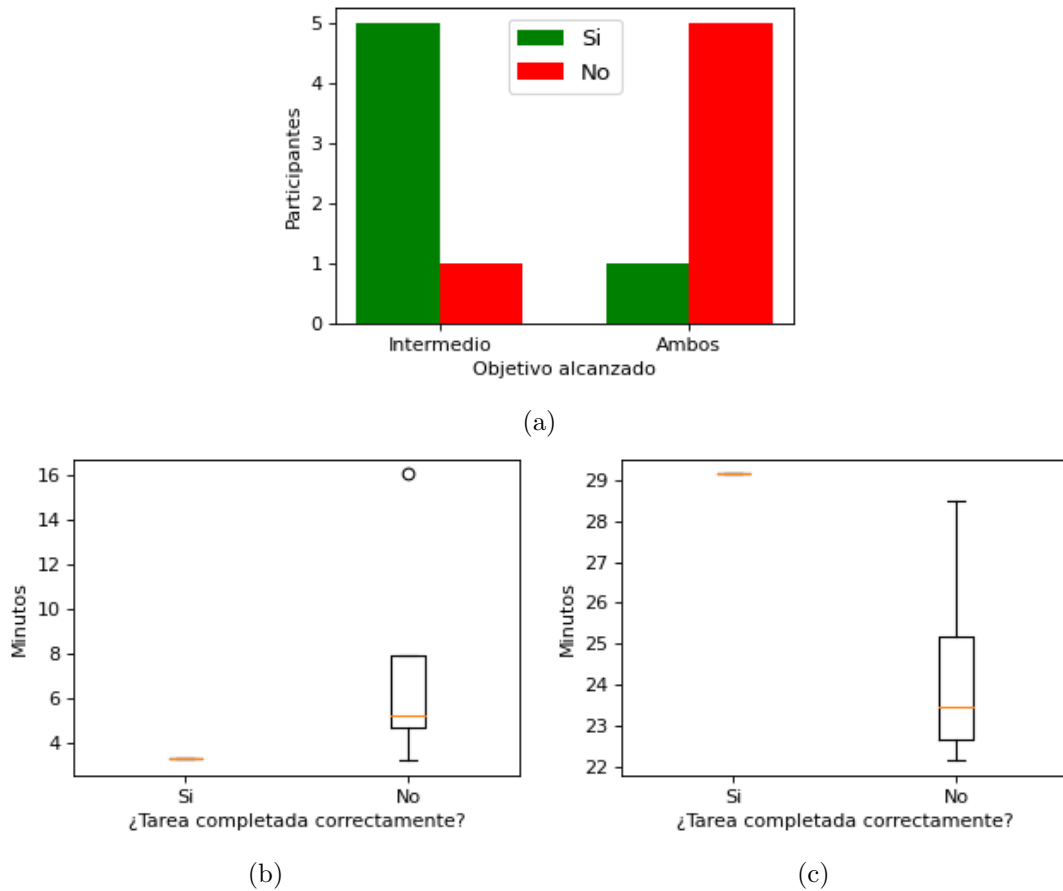 5
Si
No
4
3
2
1
0
Participantes
Intermedio Ambos
Objetivo alcanzado
(a)
16
14
12
10
8
6
4
Minutos
Si No
¿Tarea completada correctamente?
(b)
29
28
27
26
25
24
23
22
Minutos
Si No
¿Tarea completada correctamente?
(c)